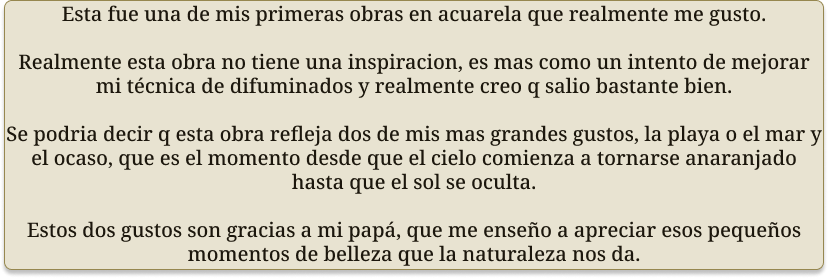 Esta fue una de mis primeras obras en acuarela que realmente me gusto.
Realmente esta obra no tiene una inspiracion, es mas como un intento de mejorar
mi técnica de difuminados y realmente creo q salio bastante bien.
Se podria decir q esta obra refleja dos de mis mas grandes gustos, la playa o el mar y
el ocaso, que es el momento desde que el cielo comienza a tornarse anaranjado
hasta que el sol se oculta.
Estos dos gustos son gracias a mi papá, que me enseño a apreciar esos pequeños
momentos de belleza que la naturaleza nos da.